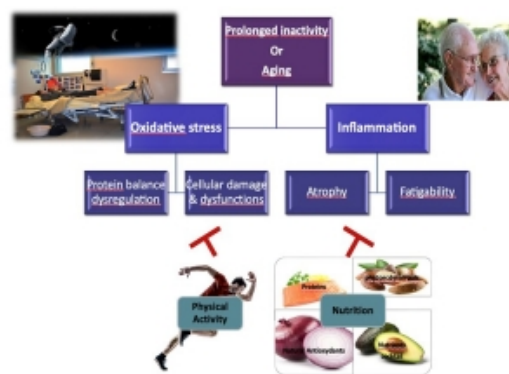 Prolonged inactivity
Or
Aging
Oxidative stress
Inflammation
Protein balance
dysregulation
Cellular damage
& dysfunctions
Atrophy
Fatigability
Physical
Activity
Proteins
Nutrition
Antioxydants